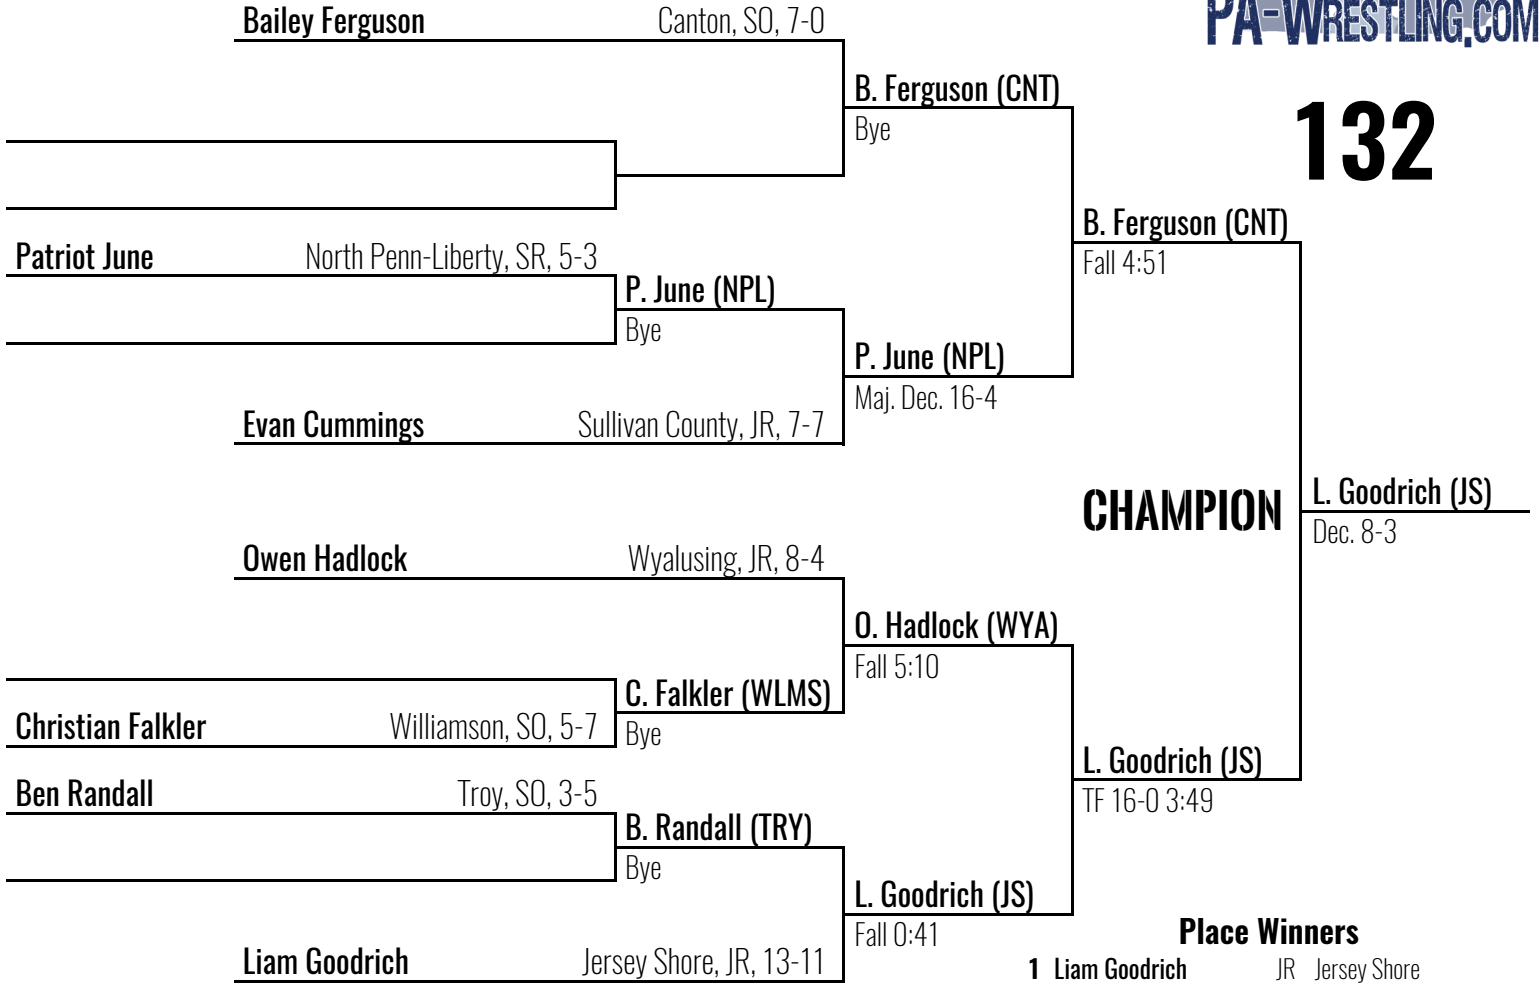 Bailey Ferguson Canton, SO, 7-0
PA-WRESTLING.COM
B. Ferguson (CNT)
Bye
132
B. Ferguson (CNT)
Fall 4:51
Patriot June North Penn-Liberty, SR, 5-3
P. June (NPL)
Bye
P. June (NPL)
Maj. Dec. 16-4
Evan Cummings Sullivan County, JR, 7-7
CHAMPION
L. Goodrich (JS)
Dec. 8-3
Owen Hadlock Wyalusing, JR, 8-4
O. Hadlock (WYA)
Fall 5:10
C. Falkler (WLMS)
Christian Falkler Williamson, SO, 5-7
Bye
L. Goodrich (JS)
TF 16-0 3:49
Ben Randall Troy, SO, 3-5
B. Randall (TRY)
Bye
L. Goodrich (JS)
Fall 0:41
Liam Goodrich Jersey Shore, JR, 13-11
Place Winners
1 Liam Goodrich JR Jersey Shore